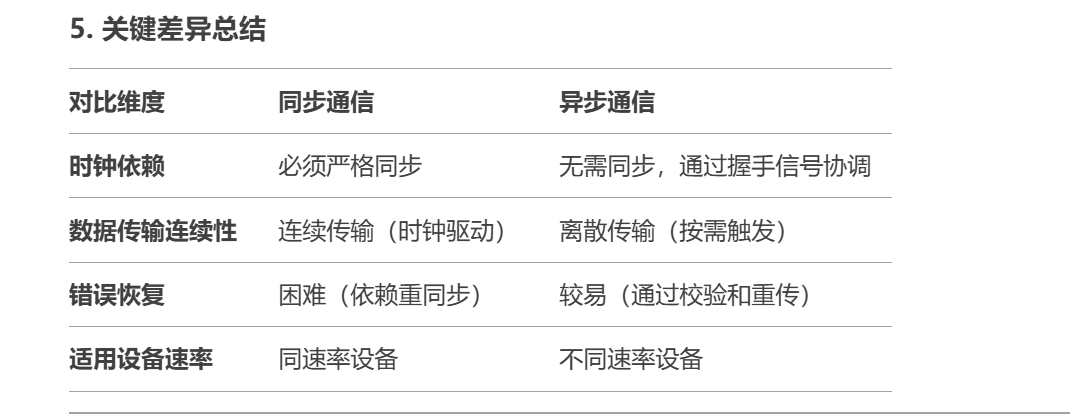 5. 关键差异总结
对比维度 同步通信 异步通信
时钟依赖 必须严格同步 无需同步，通过握手信号协调
数据传输连续性 连续传输（时钟驱动） 离散传输（按需触发）
错误恢复 困难（依赖重同步） 较易（通过校验和重传）
适用设备速率 同速率设备 不同速率设备